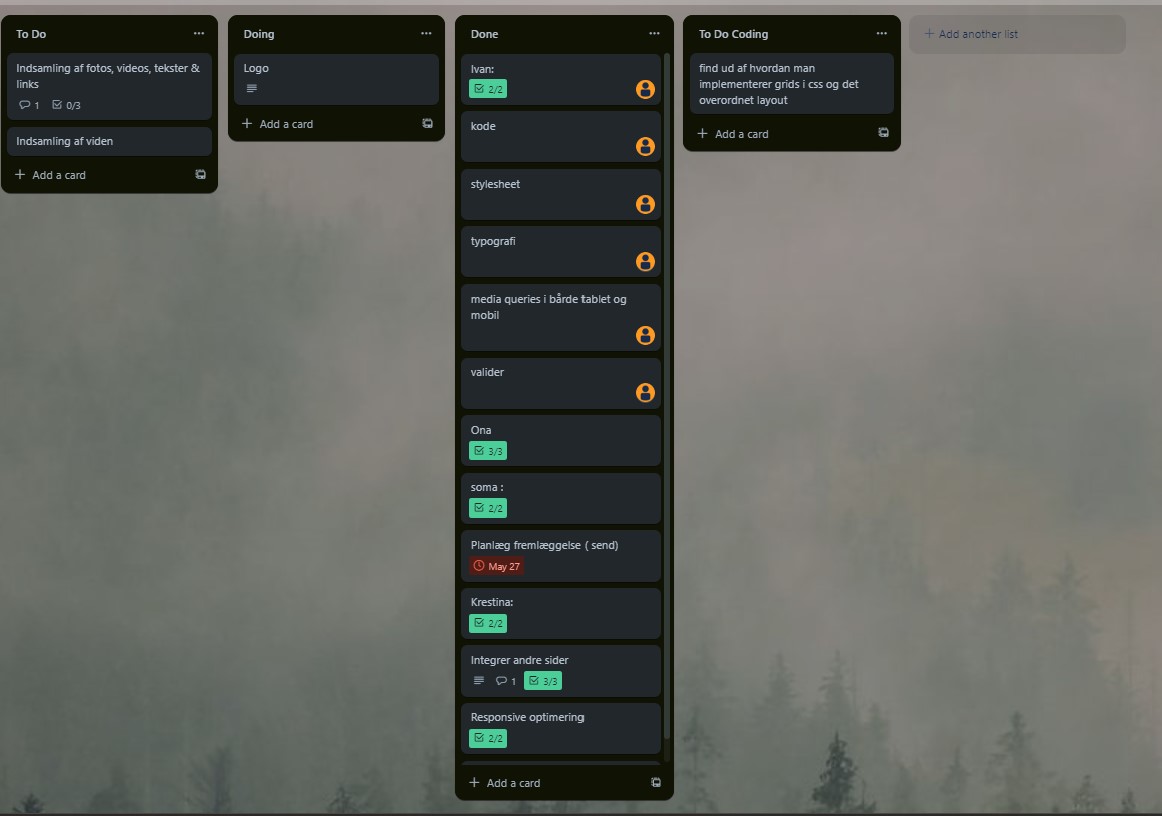 To Do
Indsamling af fotos, videos, tekster &
links
1
0/3
Indsamling af viden
Add a card
Doing
Logo
Add a card
Done
Ivan:
2/2
kode
stylesheet
typografi
media queries i bårde tablet og
mobil
valider
Ona
3/3
soma :
2/2
Planlæg fremlæggelse ( send)
May 27
Krestina:
2/2
Integrer andre sider
1
3/3
Responsive optimering
2/2
Add a card
To Do Coding
find ud af hvordan man
implementerer grids i css og det
overordnet layout
Add a card
Add another list